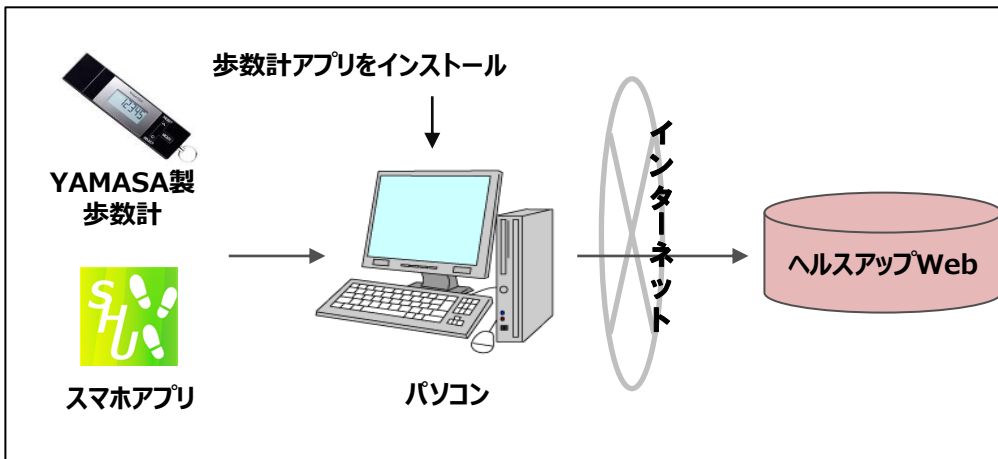 歩数計アプリをインストール
12345
YAMASA製
歩数計
SHU
スマホアプリ
パソコン
インターネット
ヘルスアップWeb